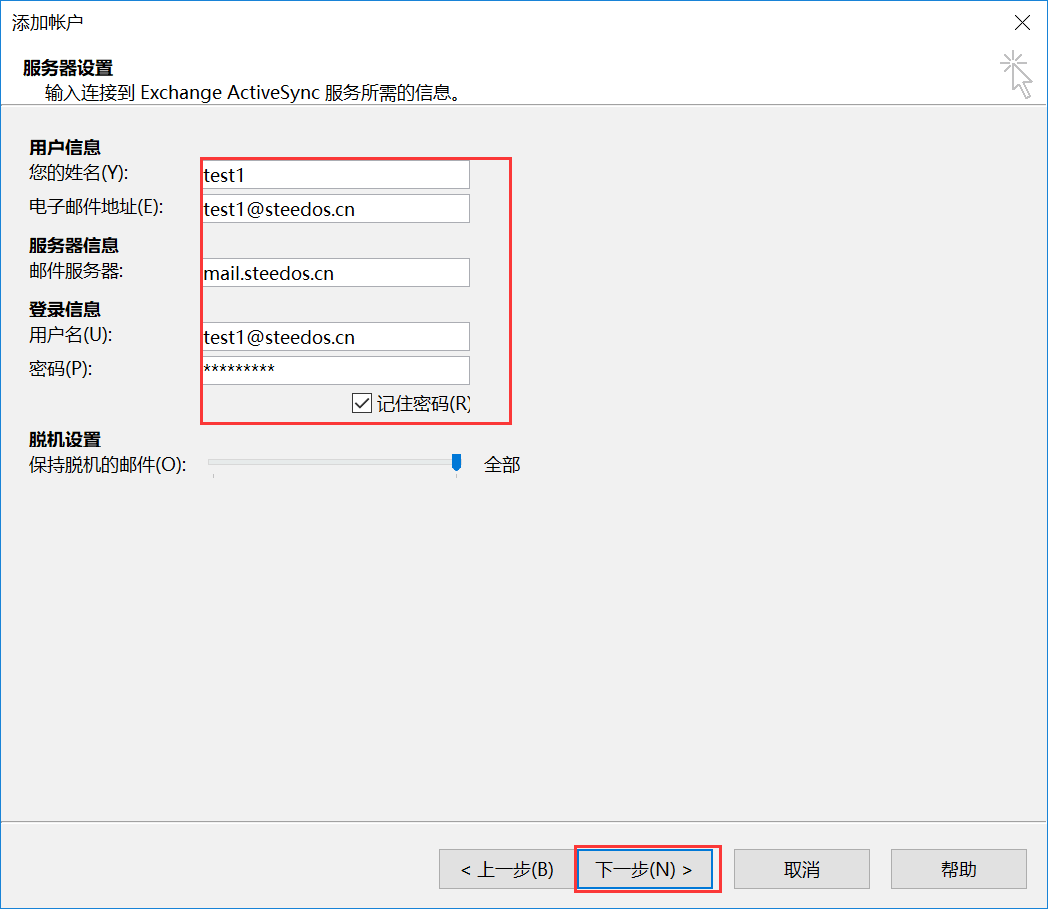 添加帐户
服务器设置
输入连接到 Exchange ActiveSync 服务所需的信息。
用户信息
您的姓名(Y): test1
电子邮件地址(E): test1@steedos.cn
服务器信息
邮件服务器: mail.steedos.cn
登录信息
用户名(U): test1@steedos.cn
密码(P): *********
记住密码(R)
脱机设置
保持脱机的邮件(O): 全部
< 上一步(B) 下一步(N) > 取消 帮助